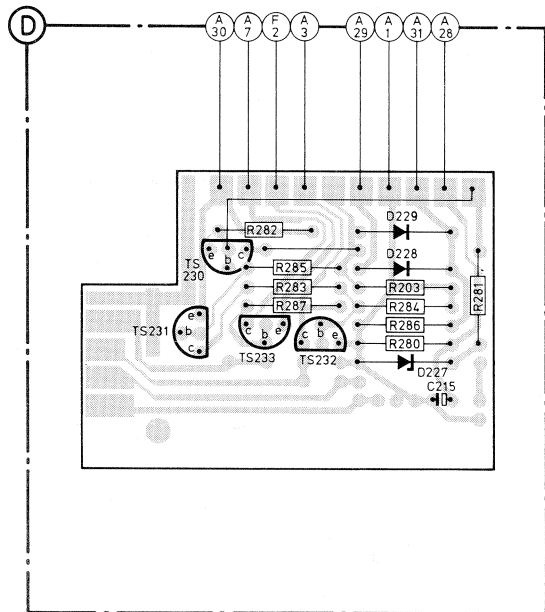 D
A 30
A 7
F 2
A 3
A 29
A 1
A 31
A 28
R282
D229
e b c
TS 230
D228
R285
R203
R283
R284
R281
R287
R286
e b c
TS231
c b e
TS233
c b e
TS232
R280
D227
C215